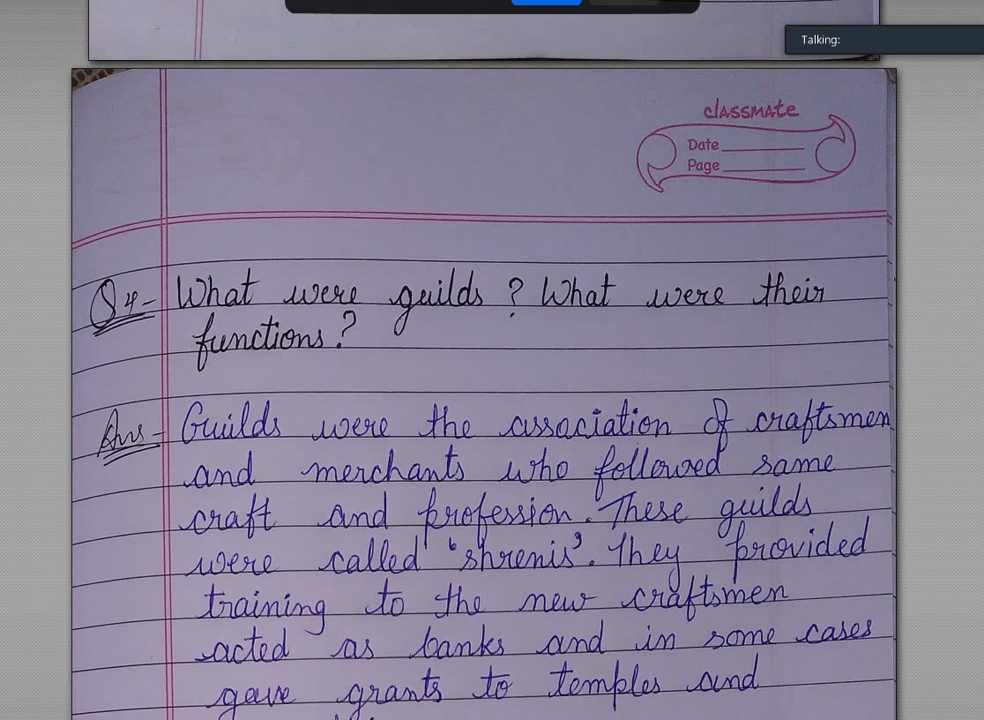 Talking:
classmate
Date
Page
Q4- What were guilds? What were their
functions?
Ans- Guilds were the association of craftsmen
and merchants who followed same
craft and profession. These guilds
were called 'shrenis'. They provided
training to the new craftsmen
acted as banks and in some cases
gave grants to temples and